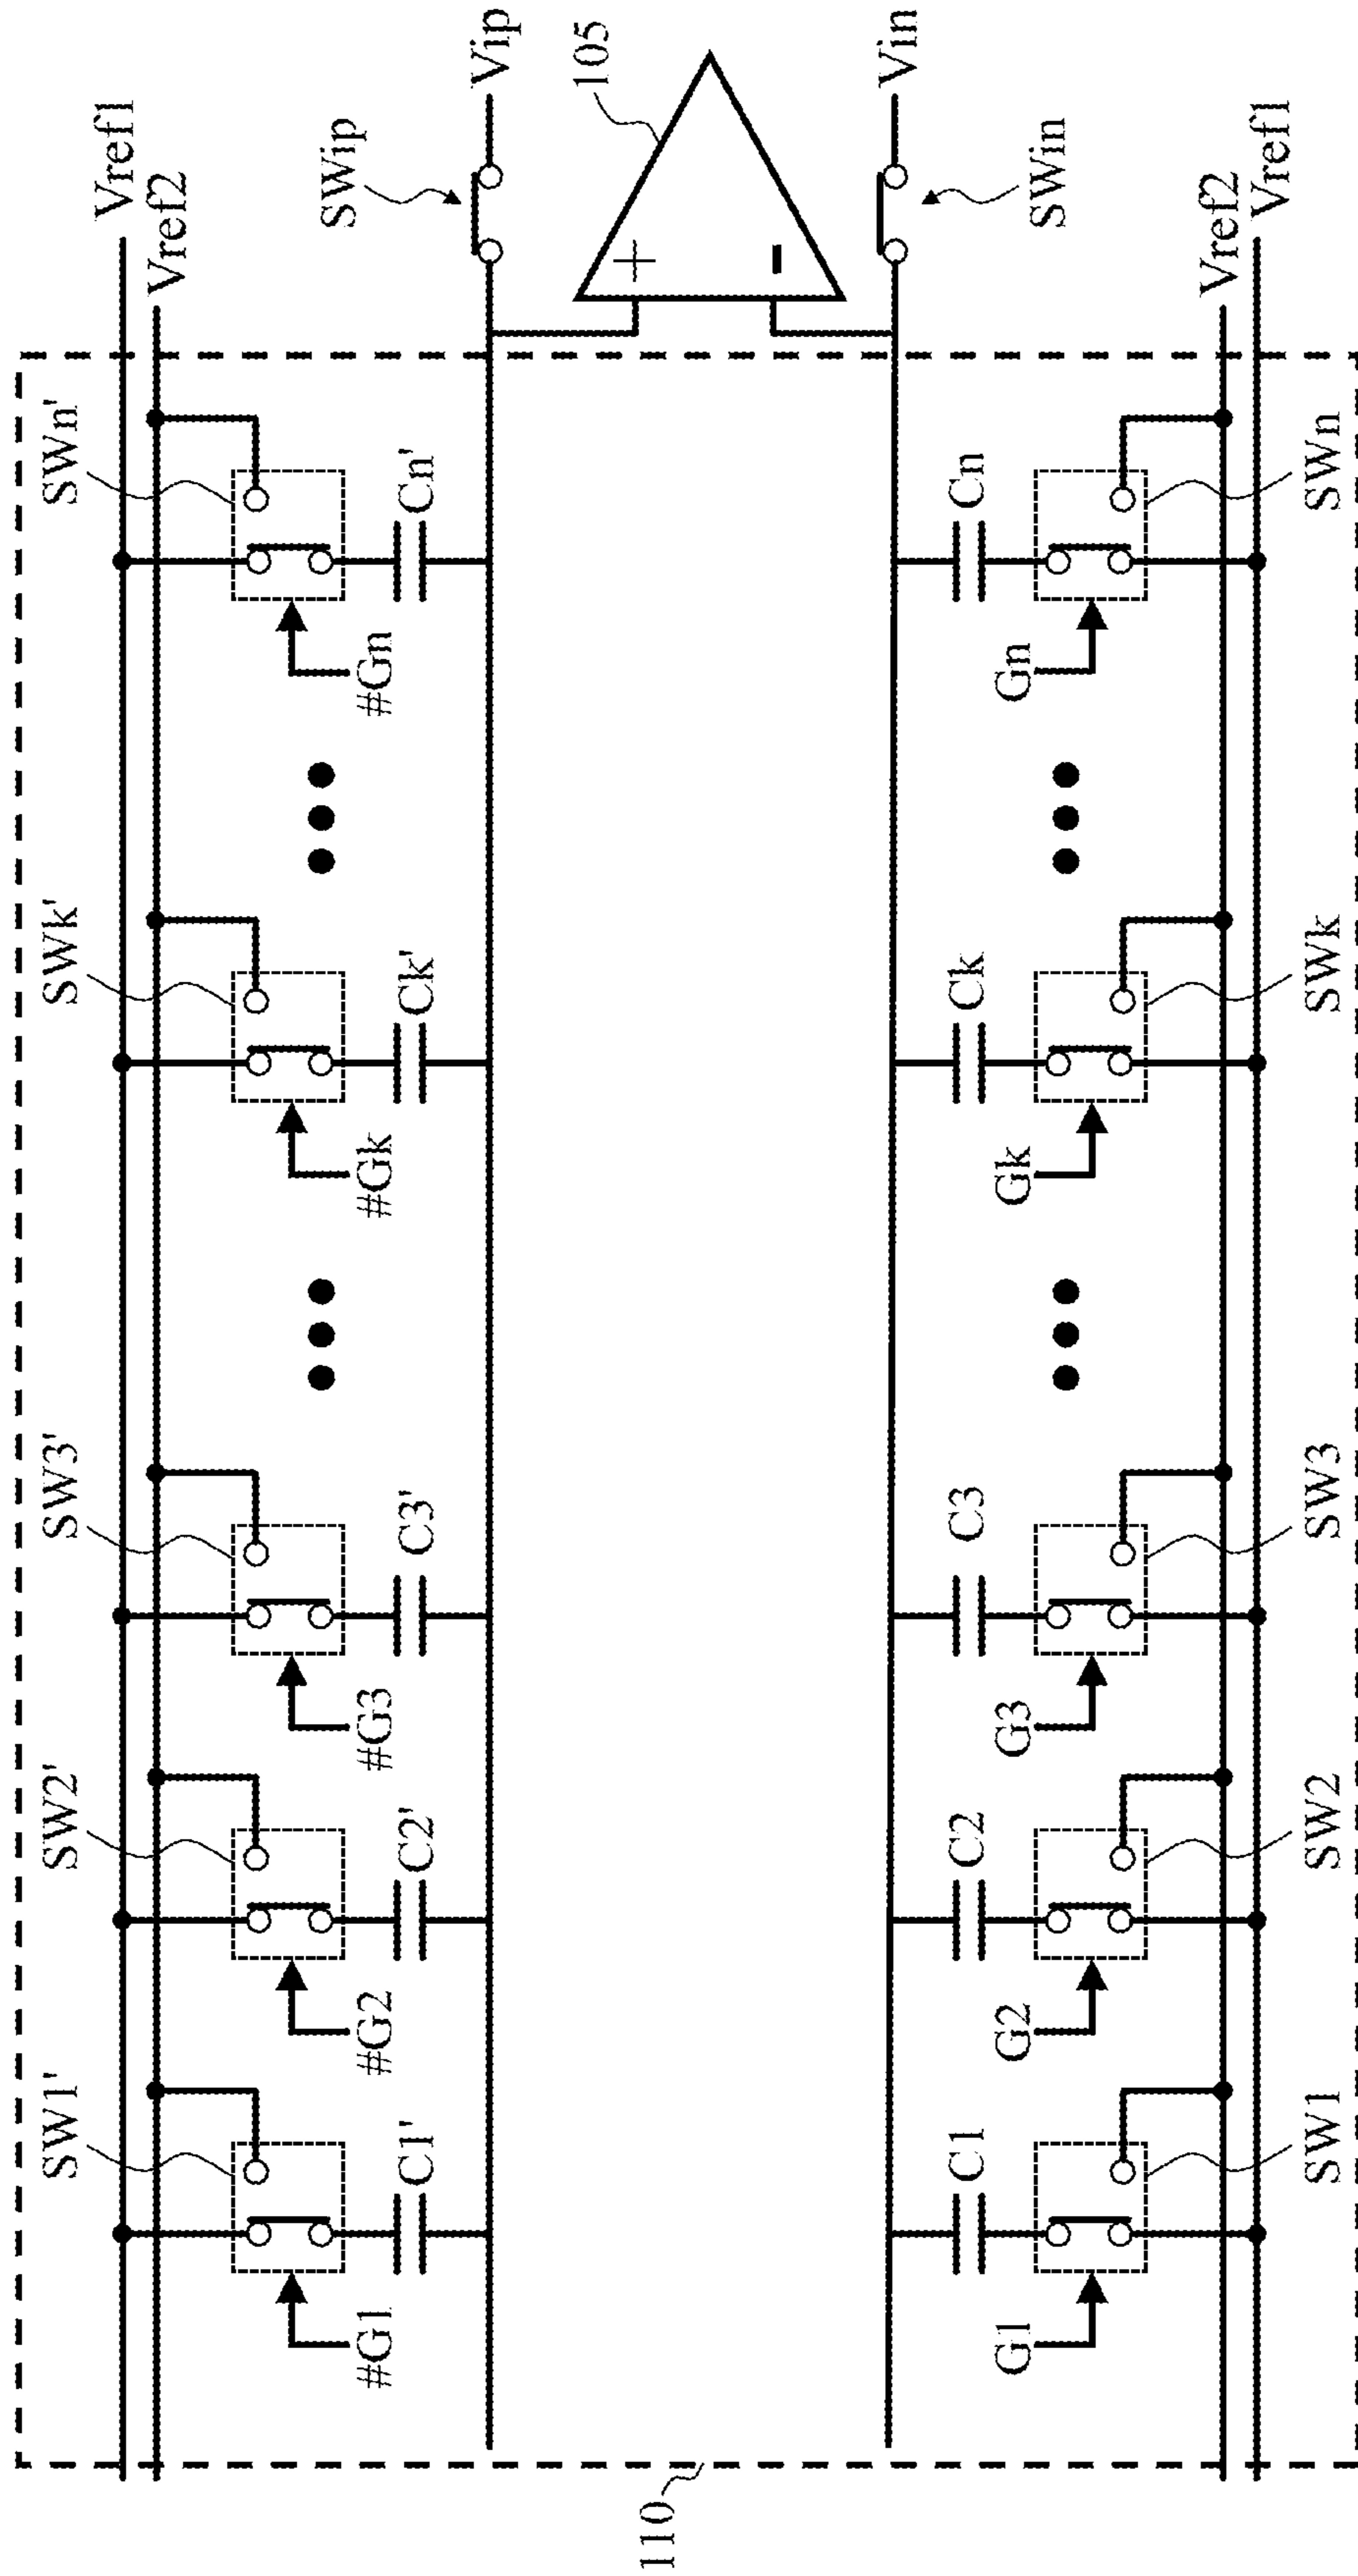 Vref1
Vref2
SW1'
SW2'
SW3'
SWk'
SWn'
#G1
#G2
#G3
#Gk
#Gn
C1'
C2'
C3'
Ck'
Cn'
SWip
Vip
105
+
-
110
Vin
SWin
C1
C2
C3
Ck
Cn
G1
G2
G3
Gk
Gn
Vref2
Vref1
SW1
SW2
SW3
SWk
SWn